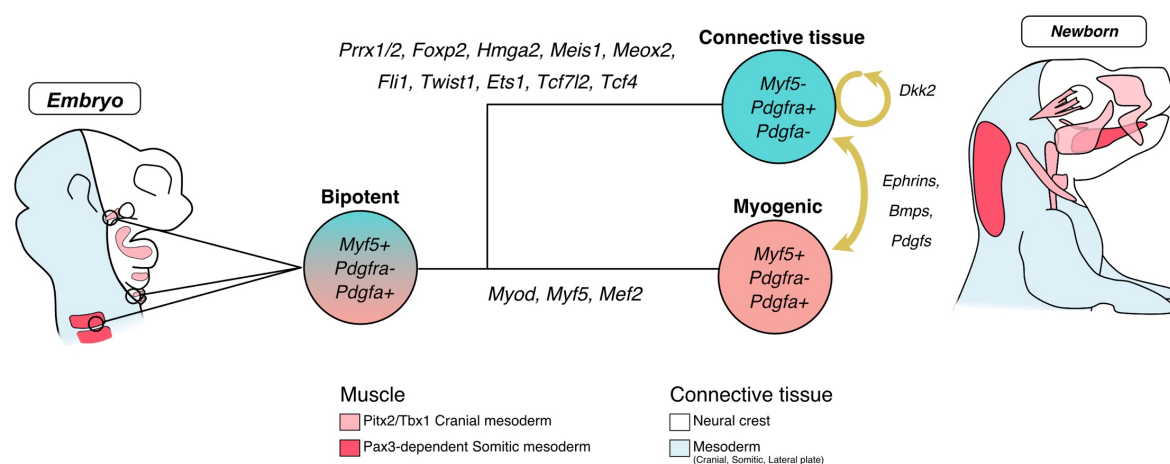 Embryo
Prrx1/2, Foxp2, Hmga2, Meis1, Meox2,
Fli1, Twist1, Ets1, Tcf7l2, Tcf4
Connective tissue
Myf5-
Pdgfra+
Pdgfa-
Dkk2
Newborn
Bipotent
Myf5+
Pdgfra-
Pdgfa+
Ephrins,
Bmps,
Pdgfs
Myogenic
Myf5+
Pdgfra-
Pdgfa+
Myod, Myf5, Mef2
Muscle
Pitx2/Tbx1 Cranial mesoderm
Pax3-dependent Somitic mesoderm
Connective tissue
Neural crest
Mesoderm
(Cranial, Somitic, Lateral plate)